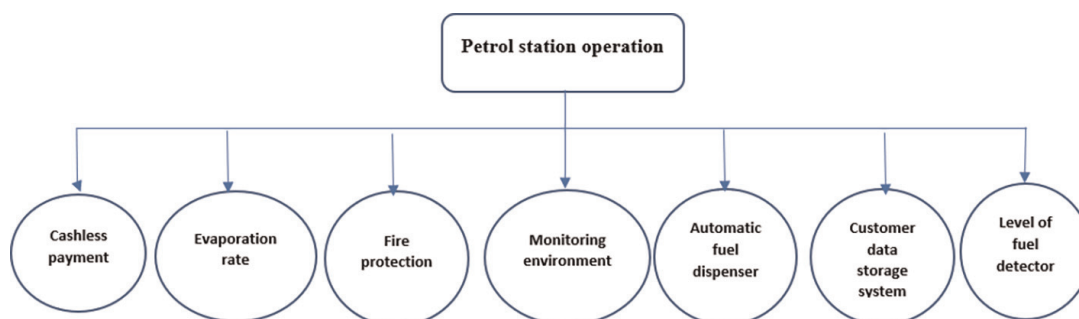 Petrol station operation
Cashless
payment
Evaporation
rate
Fire
protection
Monitoring
environment
Automatic
fuel
dispenser
Customer
data
storage
system
Level of
fuel
detector